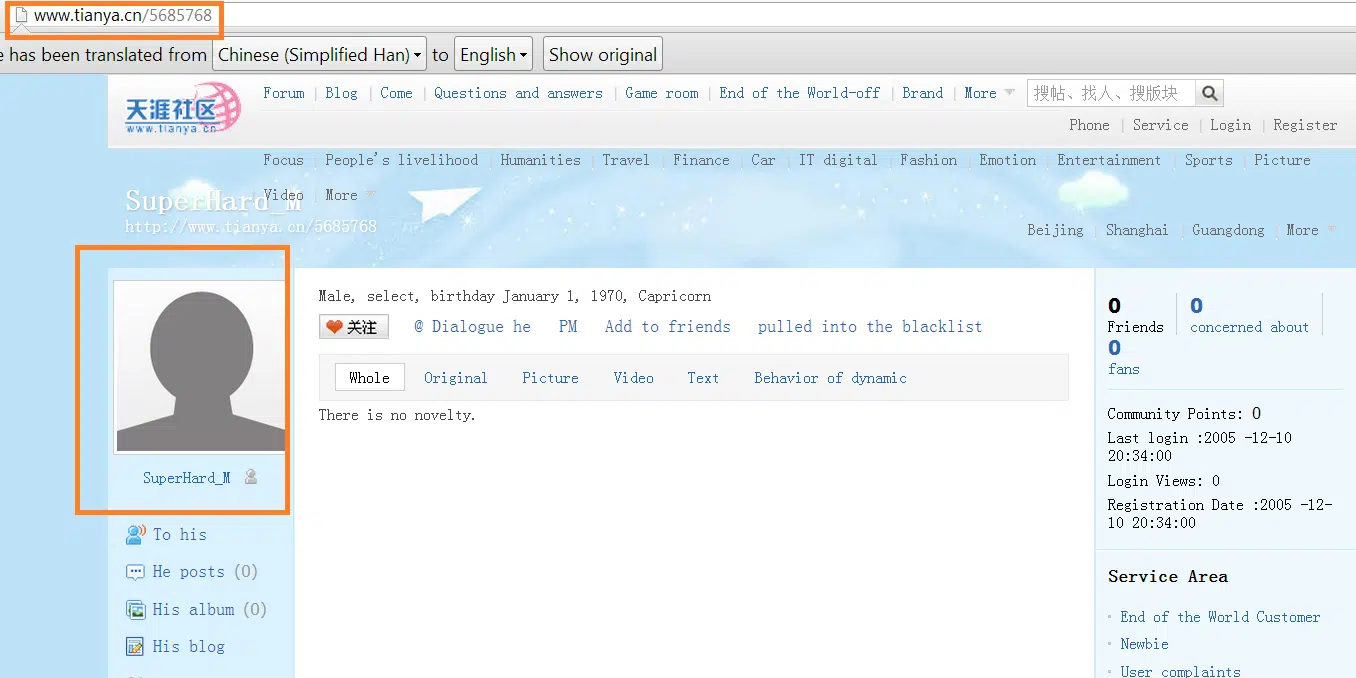 www.tianya.cn/5685768
e has been translated from Chinese (Simplified Han) to English Show original
天涯社区
www.tianya.cn
Forum | Blog | Come | Questions and answers | Game room | End of the World-off | Brand | More
搜帖、找人、搜版块
Phone | Service | Login | Register
Focus | People's livelihood | Humanities | Travel | Finance | Car | IT digital | Fashion | Emotion | Entertainment | Sports | Picture
Video | More
SuperHard_M
http://www.tianya.cn/5685768
Beijing | Shanghai | Guangdong | More
SuperHard_M
To his
He posts (0)
His album (0)
His blog
Male, select, birthday January 1, 1970, Capricorn
关注 @ Dialogue he PM Add to friends pulled into the blacklist
Whole Original Picture Video Text Behavior of dynamic
There is no novelty.
0 0
Friends concerned about
0
fans
Community Points: 0
Last login :2005 -12-10
20:34:00
Login Views: 0
Registration Date :2005 -12-
10 20:34:00
Service Area
End of the World Customer
Newbie
User complaints